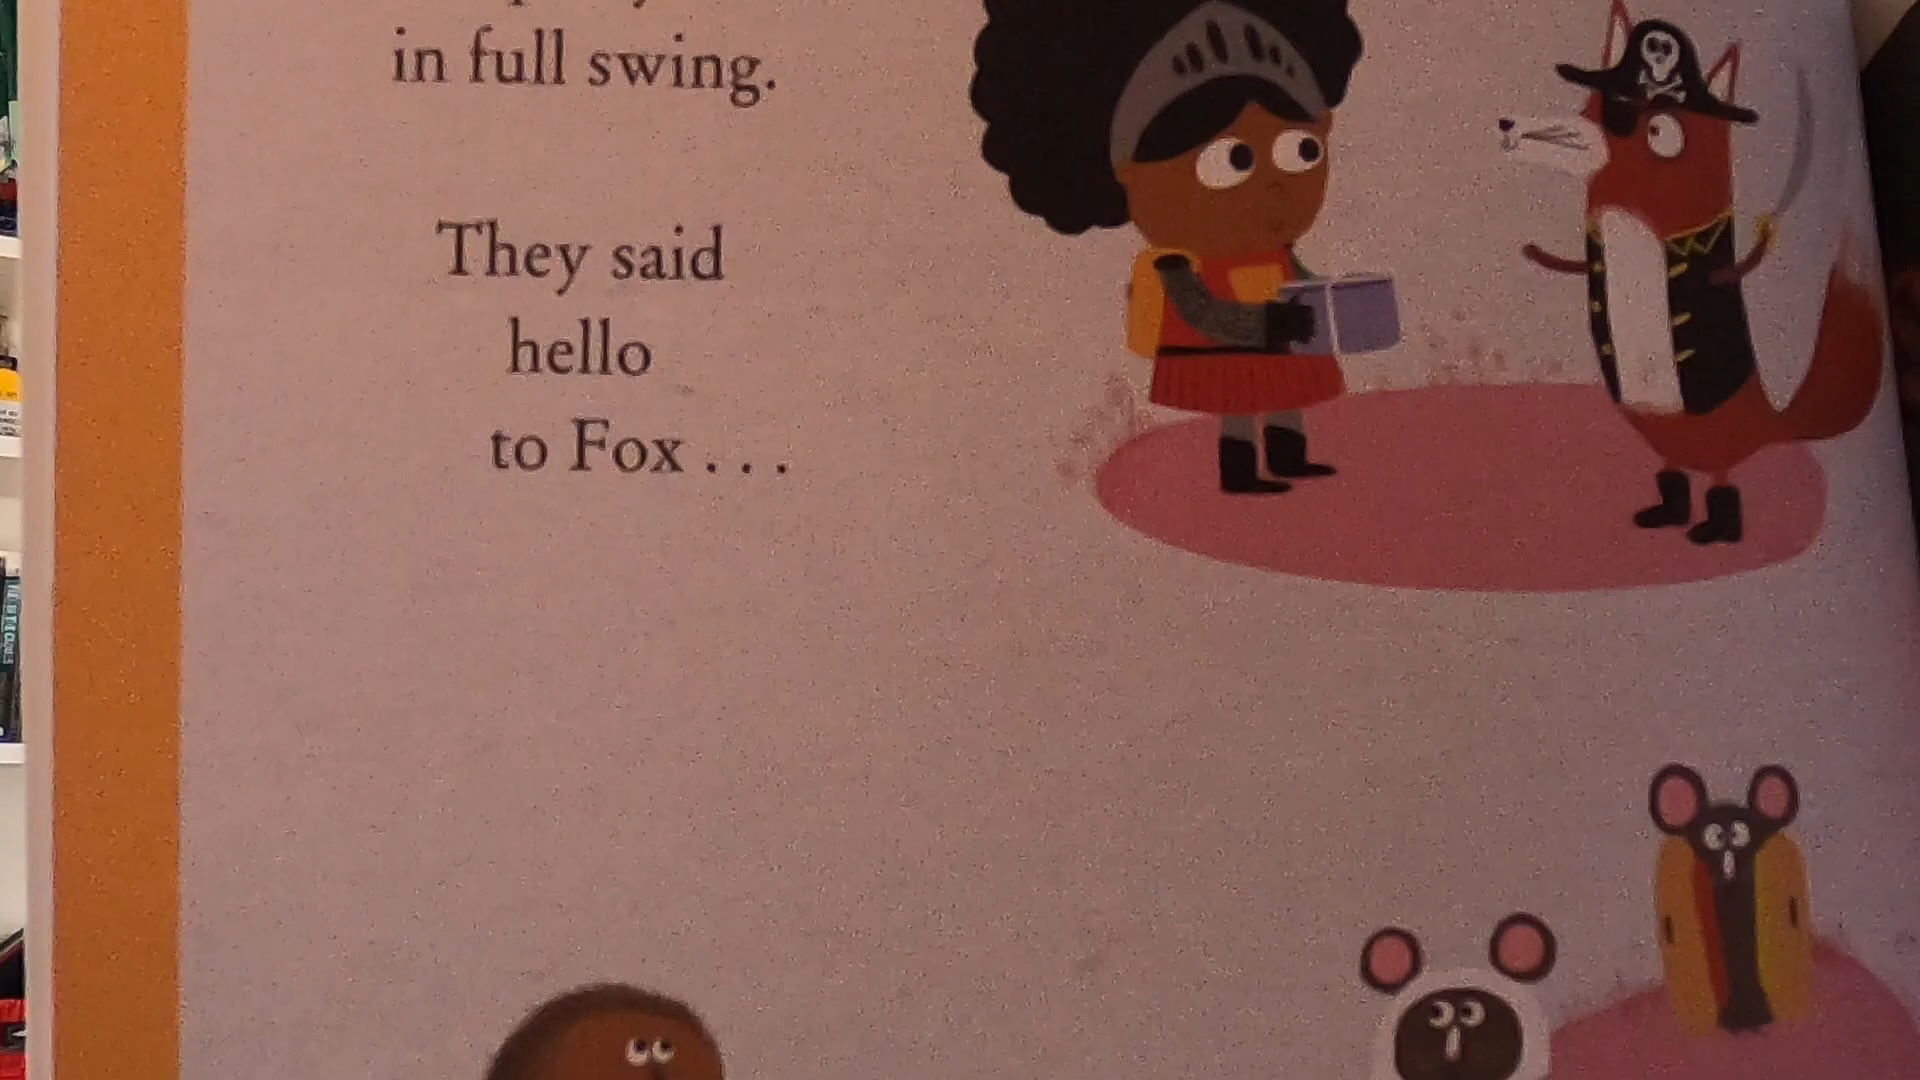 in full swing.
They said
hello
to Fox . . .